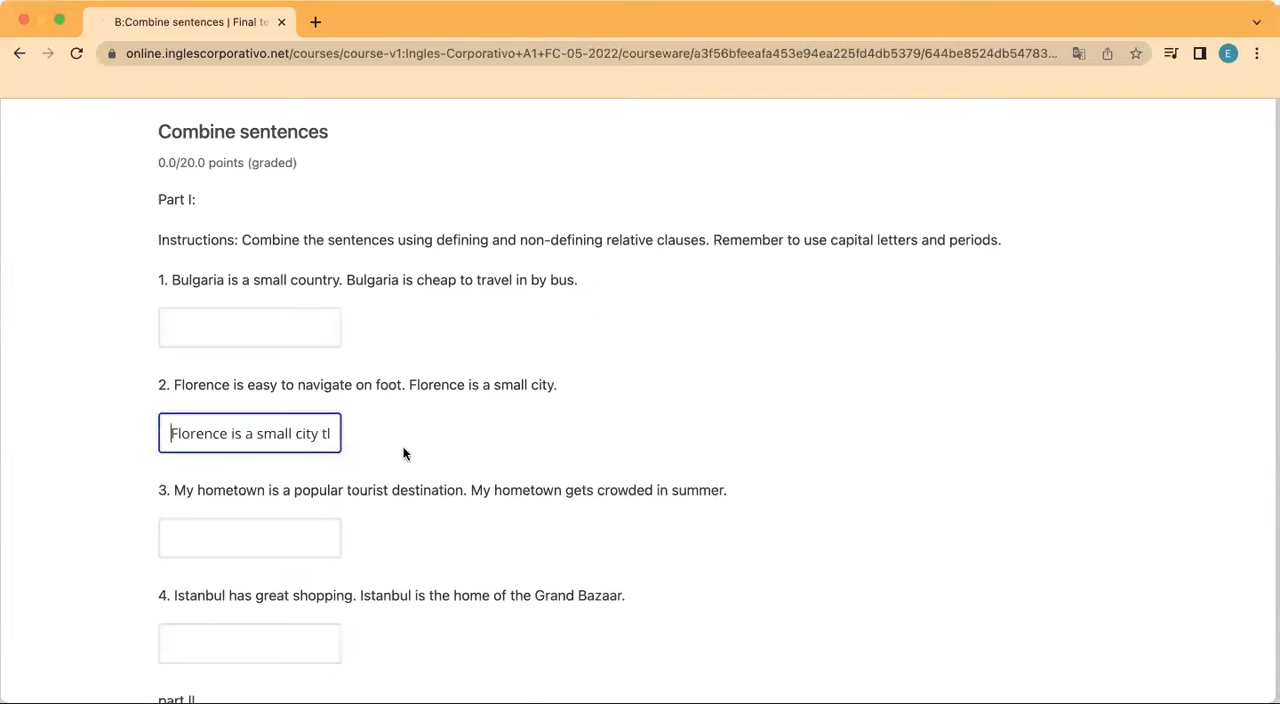 B:Combine sentences | Final te
online.inglescorporativo.net/courses/course-v1:Ingles-Corporativo+A1+FC-05-2022/courseware/a3f56bfeeafa453e94ea225fd4db5379/644be8524db54783...
E
Combine sentences
0.0/20.0 points (graded)
Part I:
Instructions: Combine the sentences using defining and non-defining relative clauses. Remember to use capital letters and periods.
1. Bulgaria is a small country. Bulgaria is cheap to travel in by bus.
2. Florence is easy to navigate on foot. Florence is a small city.
Florence is a small city
3. My hometown is a popular tourist destination. My hometown gets crowded in summer.
4. Istanbul has great shopping. Istanbul is the home of the Grand Bazaar.
part II